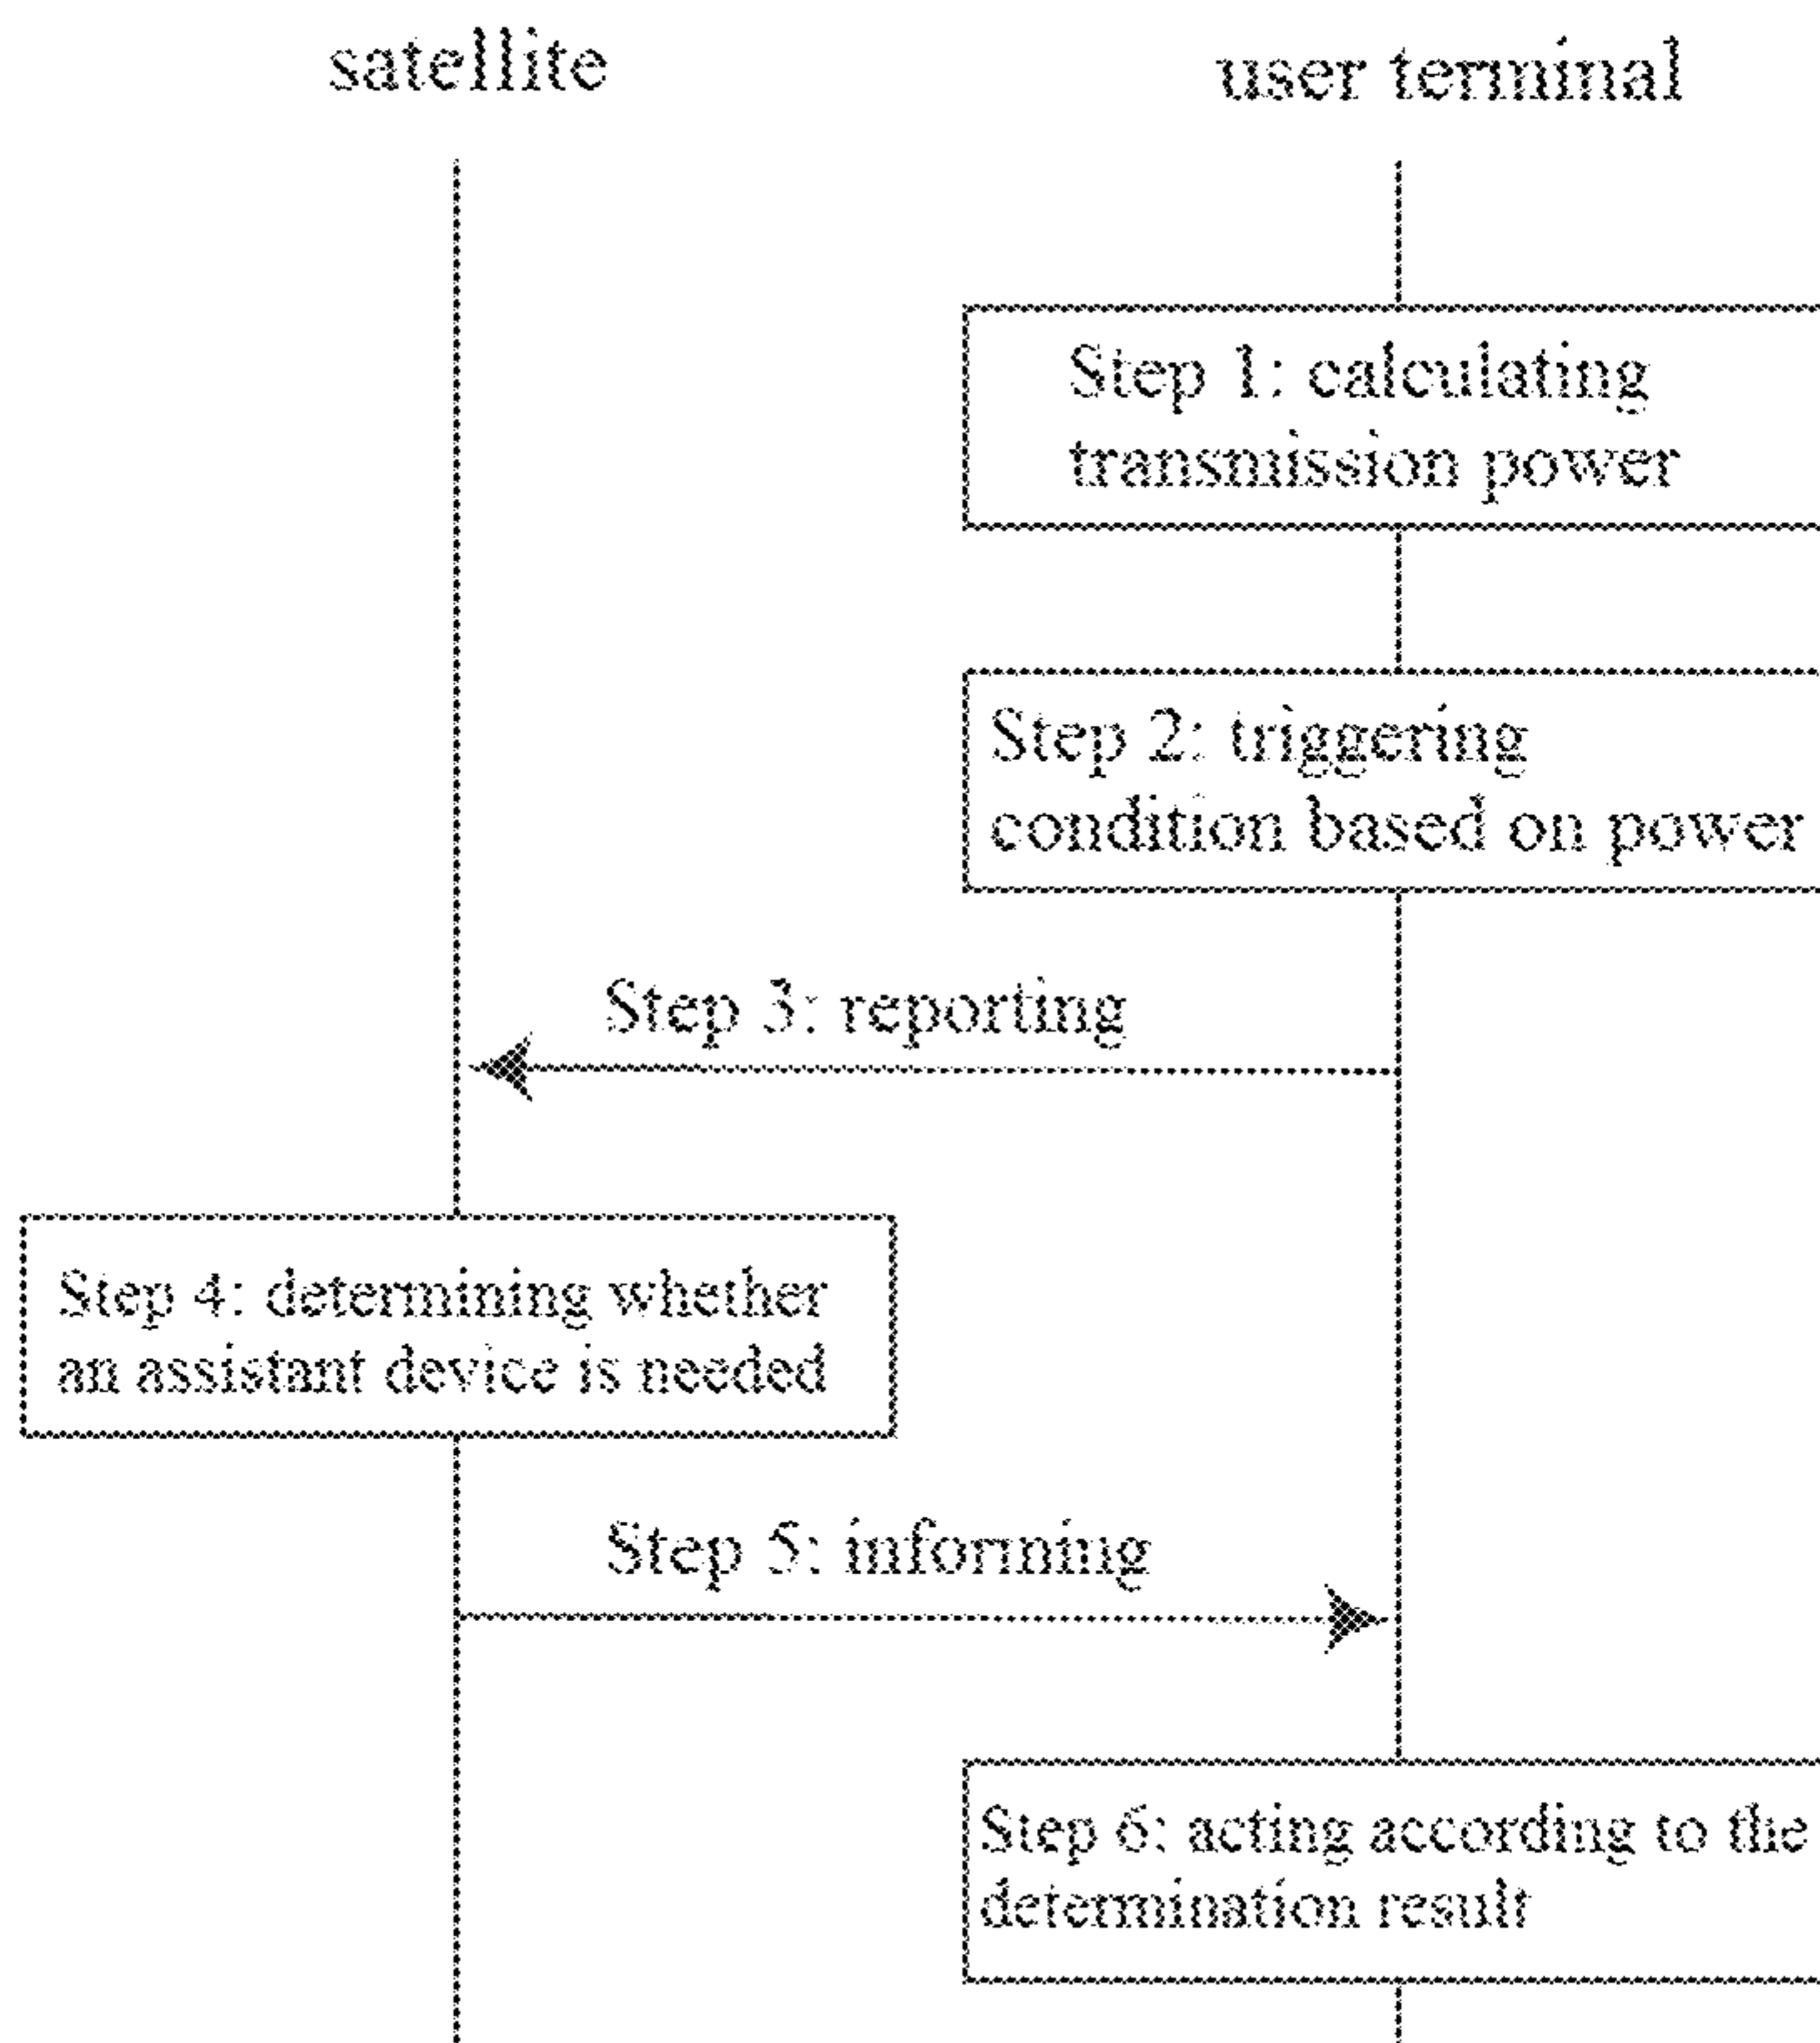 satellite
user terminal
Step 1: calculating
transmission power
Step 2: triggering
condition based on power
Step 3: reporting
Step 4: determining whether
an assistant device is needed
Step 5: informing
Step 6: acting according to the
determination result